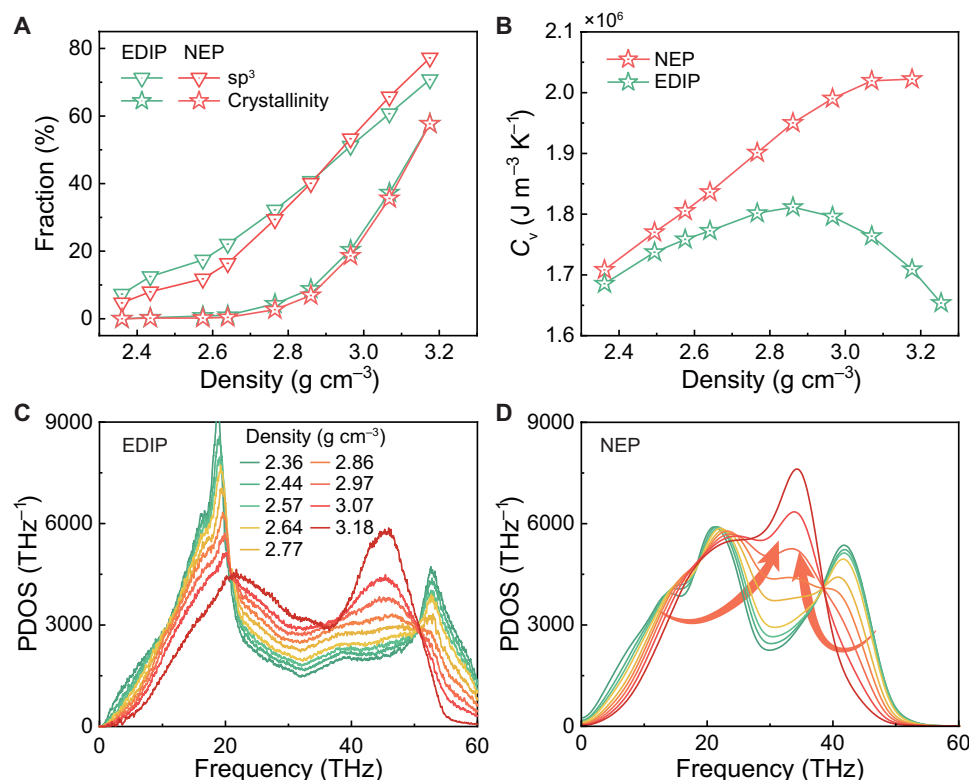 A
EDIP NEP
sp³
Crystallinity
Fraction (%)
80
60
40
20
0
2.4 2.6 2.8 3.0 3.2
Density (g cm⁻³)
B
×10⁶
NEP
EDIP
Cᵥ (J m⁻³ K⁻¹)
2.1
2.0
1.9
1.8
1.7
1.6
2.4 2.6 2.8 3.0 3.2
Density (g cm⁻³)
C
EDIP
Density (g cm⁻³)
2.36 2.86
2.44 2.97
2.57 3.07
2.64 3.18
2.77
PDOS (THz⁻¹)
9000
6000
3000
0
0 20 40 60
Frequency (THz)
D
NEP
PDOS (THz⁻¹)
9000
6000
3000
0
0 20 40 60
Frequency (THz)